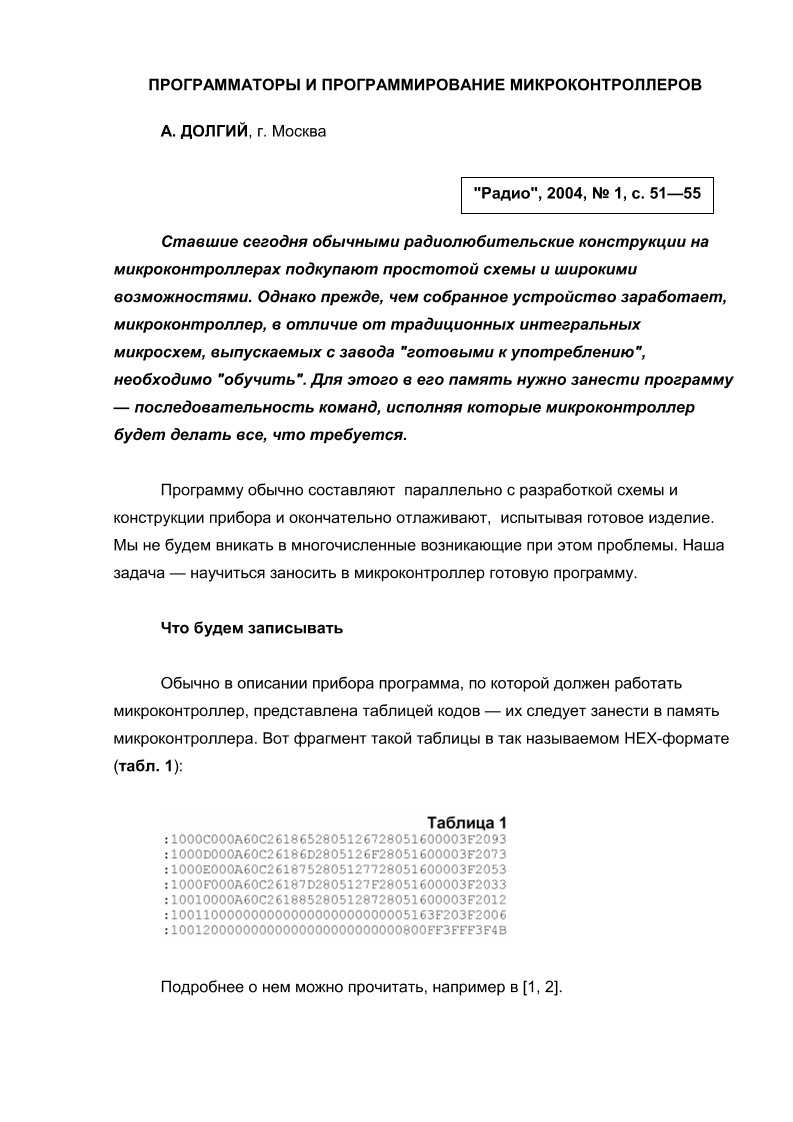 ПРОГРАММАТОРЫ И ПРОГРАММИРОВАНИЕ МИКРОКОНТРОЛЛЕРОВ
А. ДОЛГИЙ, г. Москва
"Радио", 2004, № 1, с. 51—55
Ставшие сегодня обычными радиолюбительские конструкции на
микроконтроллерах подкупают простотой схемы и широкими
возможностями. Однако прежде, чем собранное устройство заработает,
микроконтроллер, в отличие от традиционных интегральных
микросхем, выпускаемых с завода "готовыми к употреблению",
необходимо "обучить". Для этого в его память нужно занести программу
— последовательность команд, исполняя которые микроконтроллер
будет делать все, что требуется.
Программу обычно составляют  параллельно с разработкой схемы и
конструкции прибора и окончательно отлаживают,  испытывая готовое изделие.
Мы не будем вникать в многочисленные возникающие при этом проблемы. Наша
задача — научиться заносить в микроконтроллер готовую программу.
Что будем записывать
Обычно в описании прибора программа, по которой должен работать
микроконтроллер, представлена таблицей кодов — их следует занести в память
микроконтроллера. Вот фрагмент такой таблицы в так называемом HEX-формате
(табл. 1):
Таблица 1
:1000C000A60C2618652805126728051600003F2093
:1000D000A60C26186D2805126F28051600003F2073
:1000E000A60C2618752805127728051600003F2053
:1000F000A60C26187D2805127F28051600003F2033
:10010000A60C2618852805128728051600003F2012
:100110000000000000000000000005163F203F2006
:100120000000000000000000000000800FF3FFF3F4B
Подробнее о нем можно прочитать, например в [1, 2].